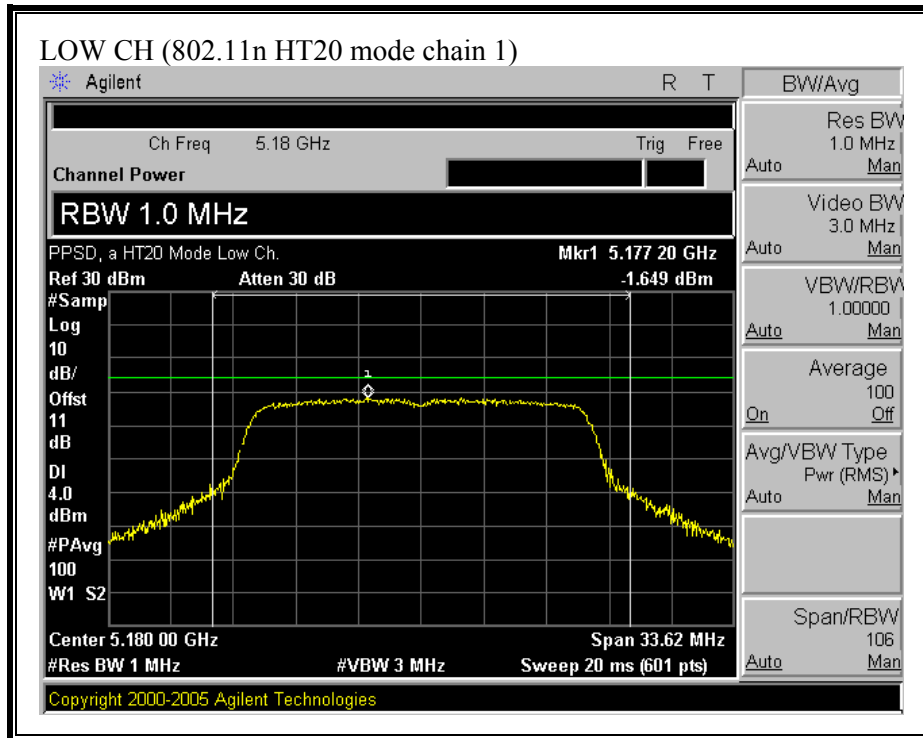 LOW CH (802.11n HT20 mode chain 1)
Agilent R T BW/Avg
Ch Freq 5.18 GHz Trig Free
Channel Power
RBW 1.0 MHz
PPSD, a HT20 Mode Low Ch. Mkr1 5.177 20 GHz
Ref 30 dBm Atten 30 dB -1.649 dBm
#Samp
Log
10
dB/
Offst
11
dB
DI
4.0
dBm
#PAvg
100
W1 S2
1
Center 5.180 00 GHz Span 33.62 MHz
#Res BW 1 MHz #VBW 3 MHz Sweep 20 ms (601 pts)
Copyright 2000-2005 Agilent Technologies
Res BW
1.0 MHz
Auto Man
Video BW
3.0 MHz
Auto Man
VBW/RBW
1.00000
Auto Man
Average
100
On Off
Avg/VBW Type
Pwr (RMS)
Auto Man
Span/RBW
106
Auto Man